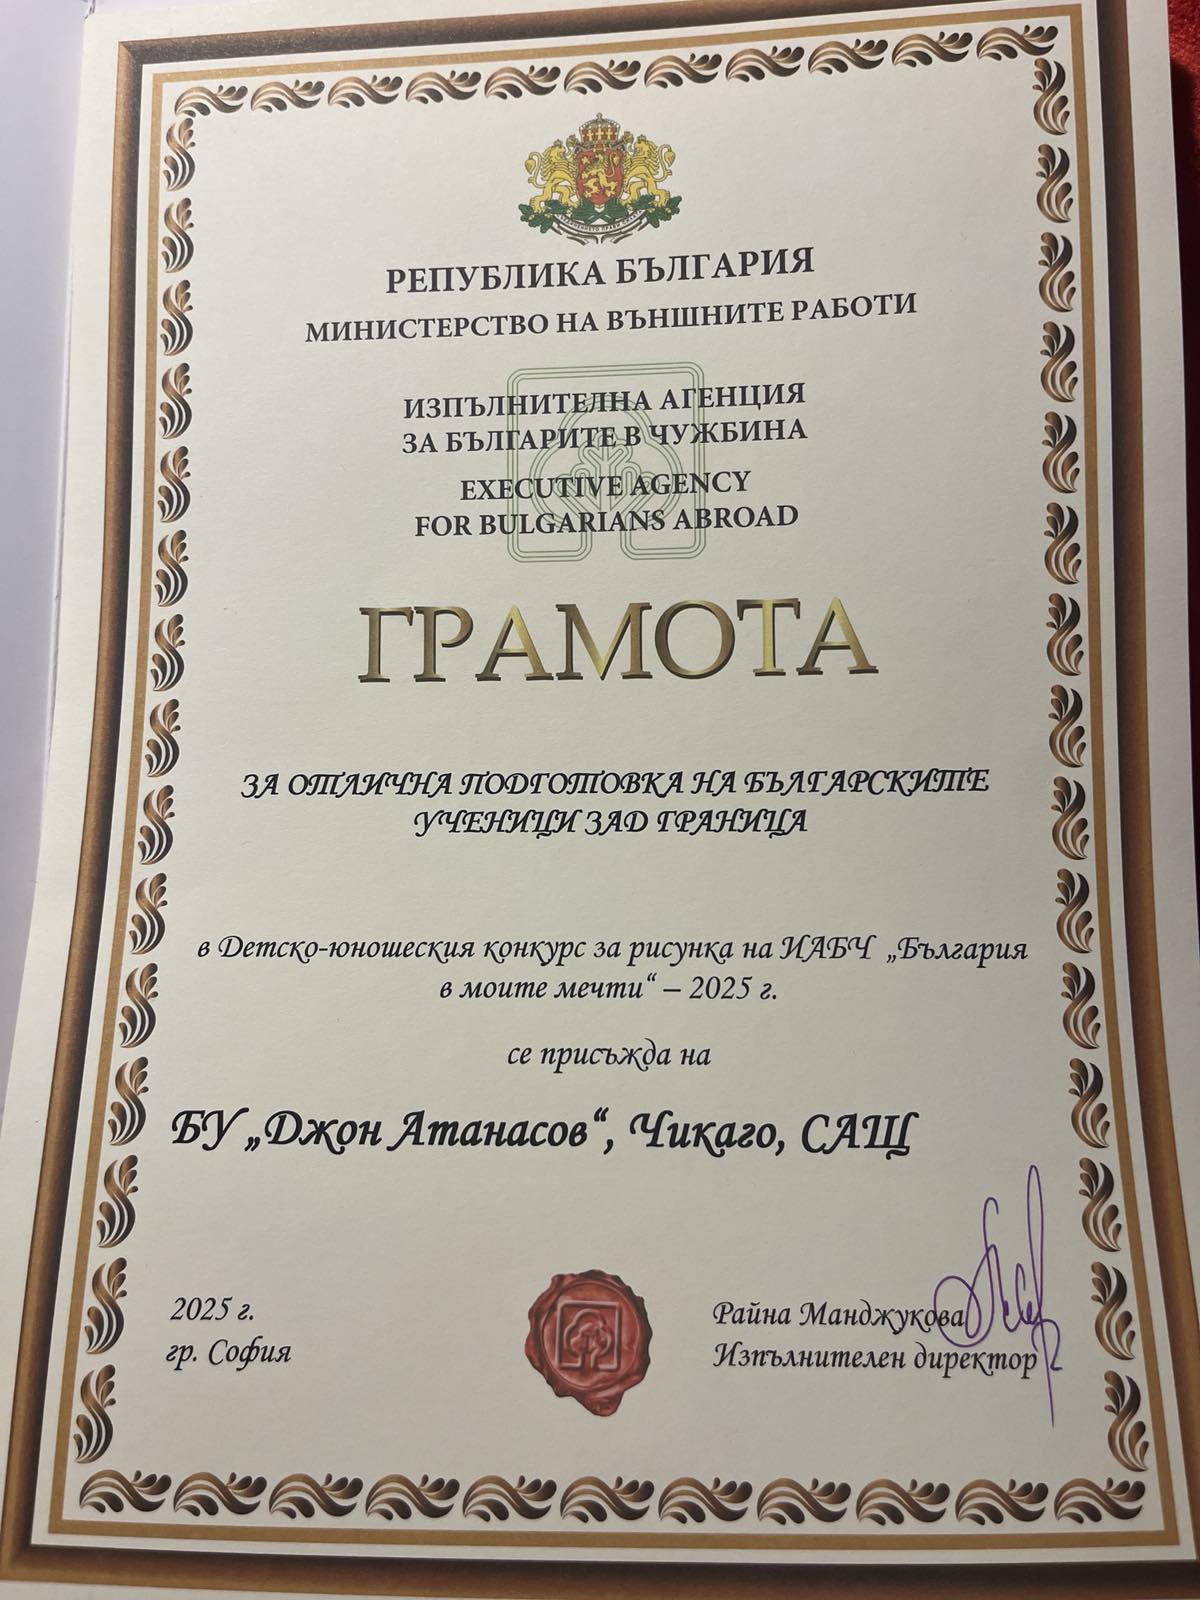 РЕПУБЛИКА БЪЛГАРИЯ
МИНИСТЕРСТВО НА ВЪНШНИТЕ РАБОТИ
ИЗПЪЛНИТЕЛНА АГЕНЦИЯ
ЗА БЪЛГАРИТЕ В ЧУЖБИНА
EXECUTIVE AGENCY
FOR BULGARIANS ABROAD
ГРАМОТА
ЗА ОТЛИЧНА ПОДГОТОВКА НА БЪЛГАРСКИТЕ
УЧЕНИЦИ ЗАД ГРАНИЦА
в Детско-юношеския конкурс за рисунка на ИАБЧ „България
в моите мечти“ – 2025 г.
се присъжда на
БУ „Джон Атанасов“, Чикаго, САЩ
2025 г.
гр. София
Райна Манджукова
Изпълнителен директор